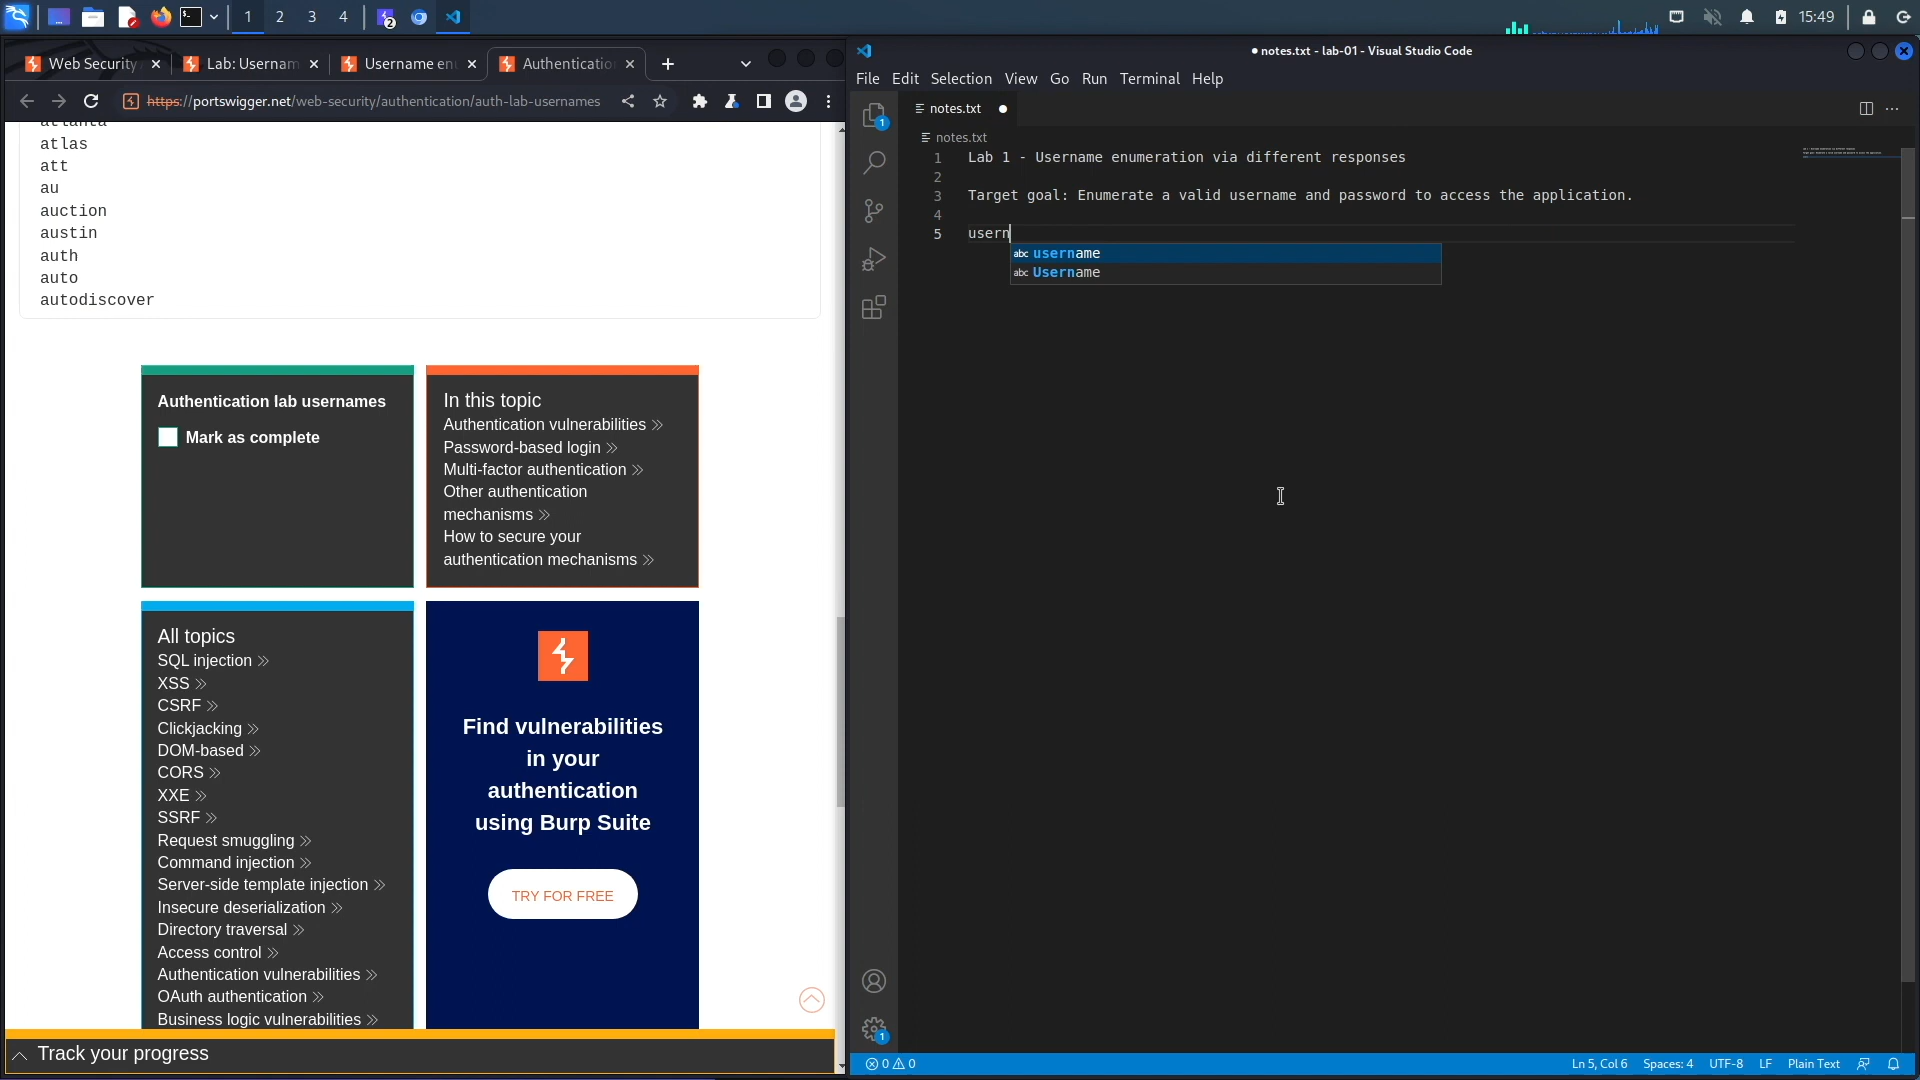 1
2
3
4
2
15:49
Web Security
Lab: Usernam
Username en
Authenticatio
https://portswigger.net/web-security/authentication/auth-lab-usernames
atlanta
atlas
att
au
auction
austin
auth
auto
autodiscover
Authentication lab usernames
Mark as complete
In this topic
Authentication vulnerabilities
Password-based login
Multi-factor authentication
Other authentication
mechanisms
How to secure your
authentication mechanisms
All topics
SQL injection
XSS
CSRF
Clickjacking
DOM-based
CORS
XXE
SSRF
Request smuggling
Command injection
Server-side template injection
Insecure deserialization
Directory traversal
Access control
Authentication vulnerabilities
OAuth authentication
Business logic vulnerabilities
Find vulnerabilities
in your
authentication
using Burp Suite
TRY FOR FREE
Track your progress
● notes.txt - lab-01 - Visual Studio Code
File Edit Selection View Go Run Terminal Help
1
notes.txt ●
notes.txt
1 Lab 1 - Username enumeration via different responses
2
3 Target goal: Enumerate a valid username and password to access the application.
4
5 usern
abc username
abc Username
1
0 0
Ln 5, Col 6 Spaces: 4 UTF-8 LF Plain Text